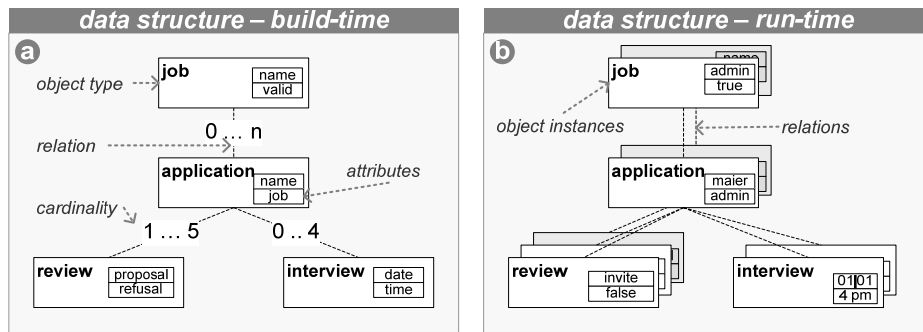 data structure – build-time
a
job
name
valid
object type
0 ... n
relation
application
name
job
attributes
cardinality
1 ... 5
0 .. 4
review
proposal
refusal
interview
date
time
data structure – run-time
b
job
name
admin
true
object instances
relations
application
maier
admin
review
invite
false
interview
01|01
4 pm